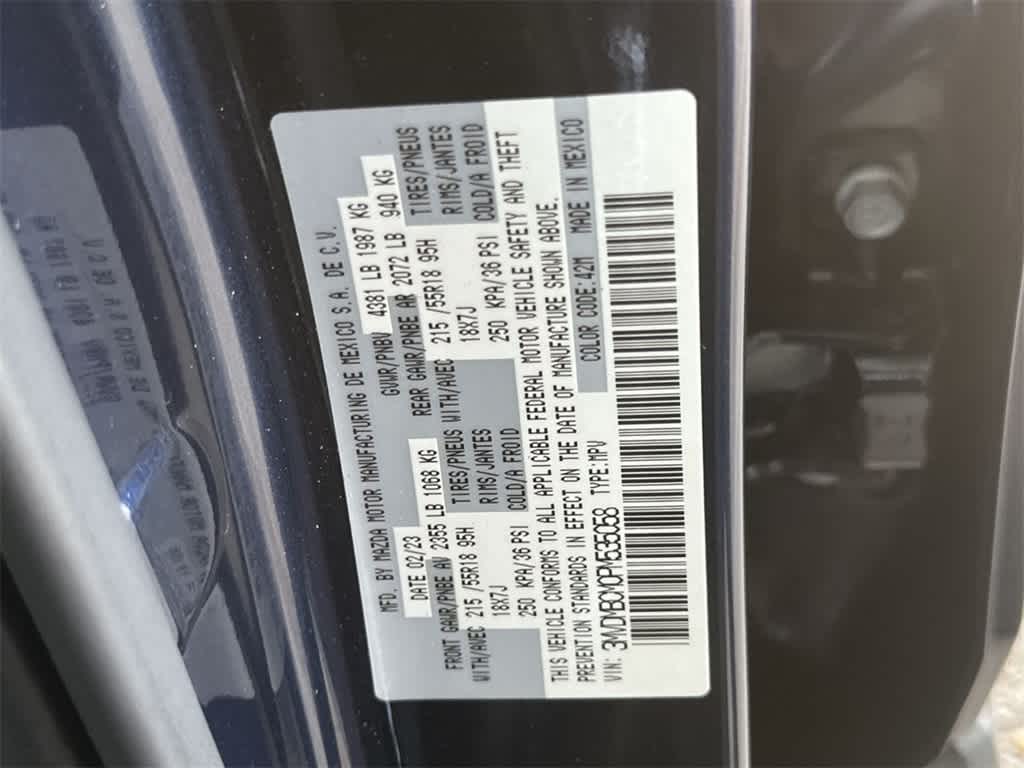 MFD. BY MAZDA MOTOR MANUFACTURING DE MEXICO S.A. DE C.V.
DATE 02/23 GVWR/PNBV 4381 LB 1987 KG
FRONT GAWR/PNBE AV 2355 LB 1068 KG REAR GAWR/PNBE AR 2072 LB 940 KG
WITH/AVEC 215 /55R18 95H TIRES/PNEUS WITH/AVEC 215 /55R18 95H TIRES/PNEUS
18X7J RIMS/JANTES 18X7J RIMS/JANTES
250 KPA/36 PSI COLD/A FROID 250 KPA/36 PSI COLD/A FROID
THIS VEHICLE CONFORMS TO ALL APPLICABLE FEDERAL MOTOR VEHICLE SAFETY AND THEFT
PREVENTION STANDARDS IN EFFECT ON THE DATE OF MANUFACTURE SHOWN ABOVE.
VIN: 3MVDMBCM0PM535058 TYPE:MPV COLOR CODE:42M MADE IN MEXICO